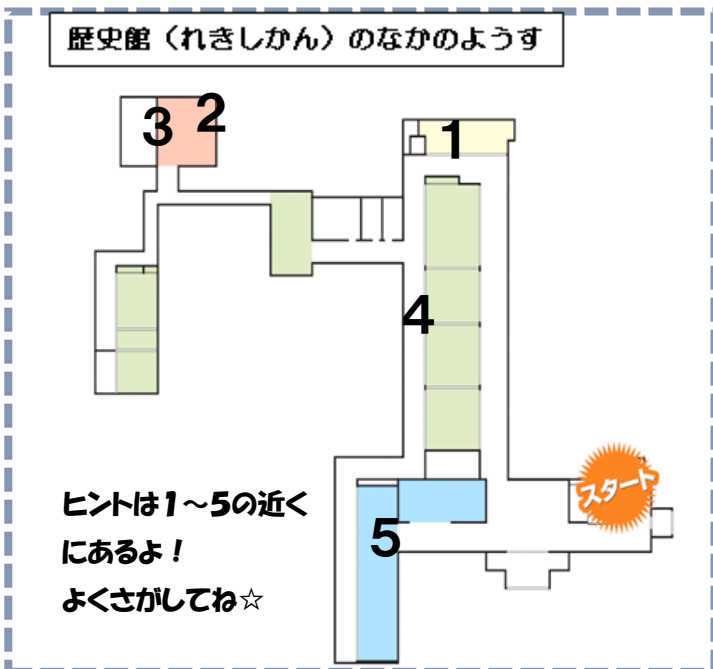 歴史館（れきしかん）のなかのようす
3 2
1
4
スタート
5
ヒントは1～5の近く
にあるよ！
よくさがしてね☆